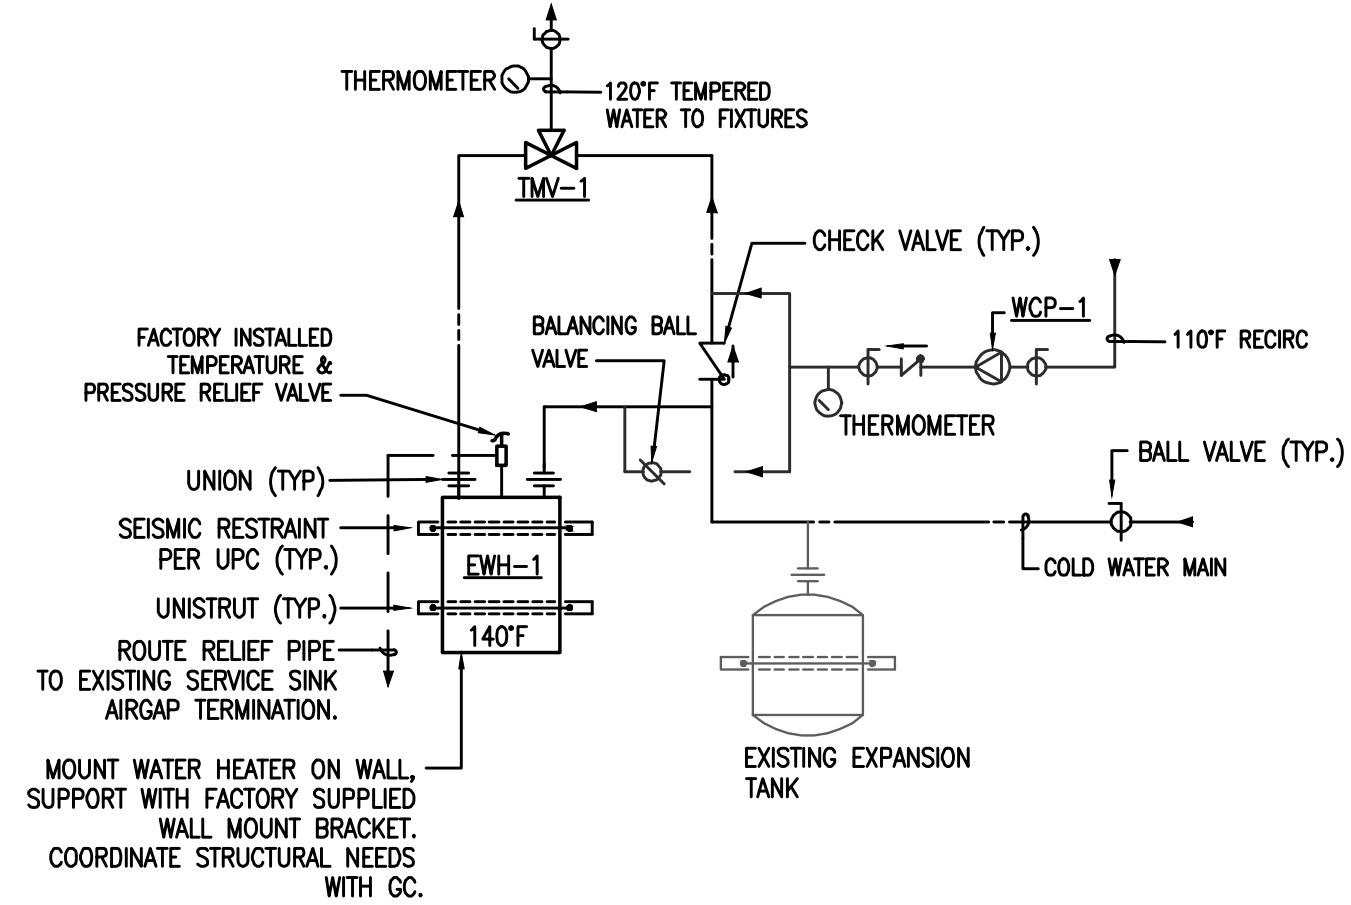 THERMOMETER
120°F TEMPERED
WATER TO FIXTURES
TMV-1
CHECK VALVE (TYP.)
WCP-1
BALANCING BALL
VALVE
110°F RECIRC
FACTORY INSTALLED
TEMPERATURE &
PRESSURE RELIEF VALVE
THERMOMETER
BALL VALVE (TYP.)
UNION (TYP)
SEISMIC RESTRAINT
PER UPC (TYP.)
EWH-1
COLD WATER MAIN
UNISTRUT (TYP.)
140°F
ROUTE RELIEF PIPE
TO EXISTING SERVICE SINK
AIRGAP TERMINATION.
EXISTING EXPANSION
TANK
MOUNT WATER HEATER ON WALL,
SUPPORT WITH FACTORY SUPPLIED
WALL MOUNT BRACKET.
COORDINATE STRUCTURAL NEEDS
WITH GC.